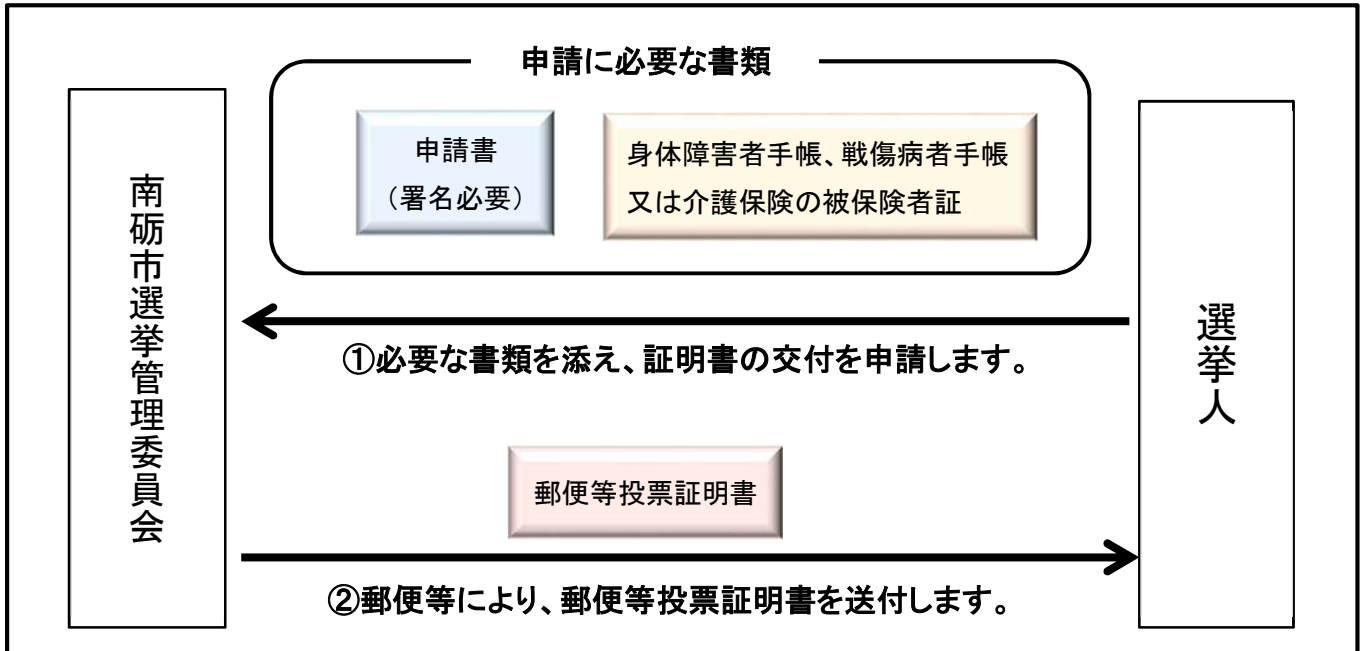 申請に必要な書類
申請書
（署名必要）
身体障害者手帳、戦傷病者手帳
又は介護保険の被保険者証
南砺市選挙管理委員会
選挙人
①必要な書類を添え、証明書の交付を申請します。
郵便等投票証明書
②郵便等により、郵便等投票証明書を送付します。